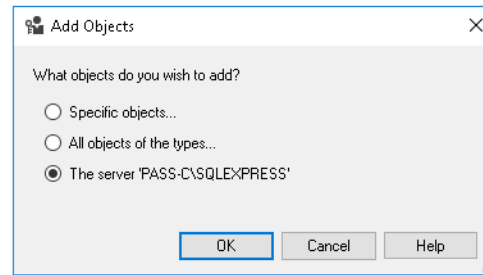 Add Objects
What objects do you wish to add?
Specific objects...
All objects of the types...
The server 'PASS-C\SQLEXPRESS'
OK Cancel Help